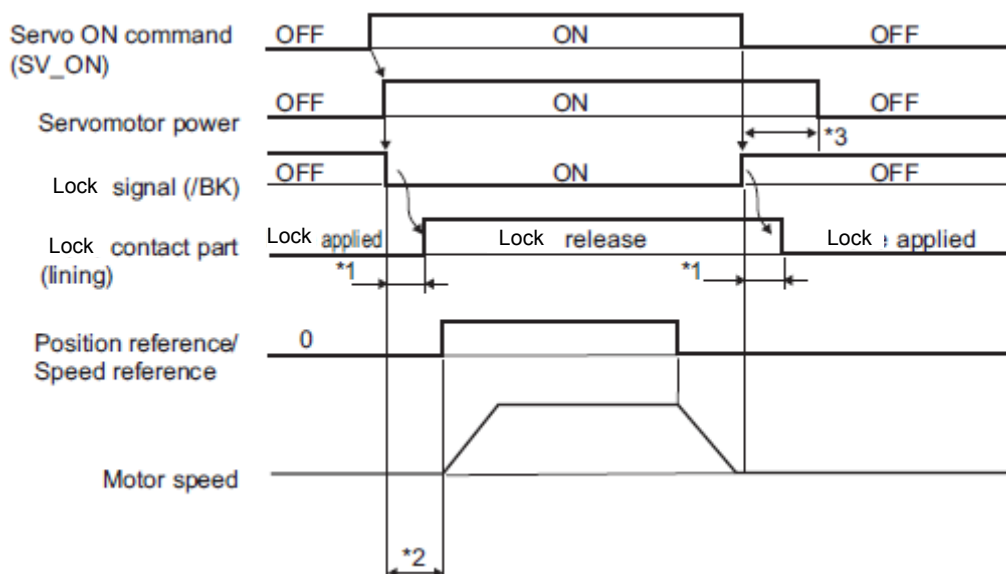 Servo ON command
(SV_ON)
OFF
ON
OFF
Servomotor power
OFF
ON
OFF
*3
Lock signal (/BK)
OFF
ON
OFF
Lock contact part
(lining)
Lock applied
Lock release
Lock e applied
*1
*1
Position reference/
Speed reference
0
Motor speed
*2